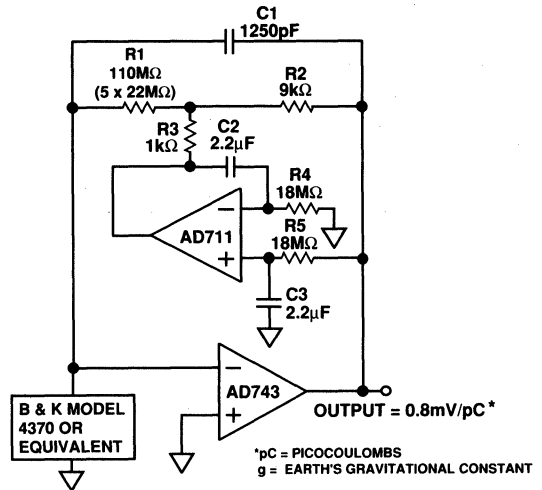 C1
1250pF
R1
110MΩ
(5 x 22MΩ)
R2
9kΩ
R3
1kΩ
C2
2.2µF
R4
18MΩ
−
AD711
+
R5
18MΩ
C3
2.2µF
−
AD743
+
B & K MODEL
4370 OR
EQUIVALENT
OUTPUT = 0.8mV/pC*
*pC = PICOCOULOMBS
g = EARTH'S GRAVITATIONAL CONSTANT